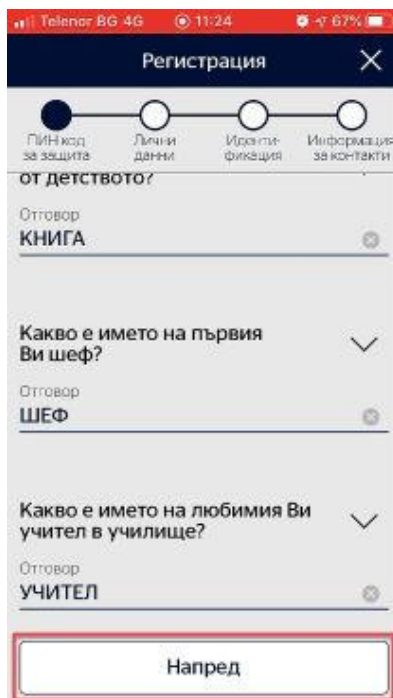 Telenor BG 4G 11:24 67%
Регистрация
ПИН код
за защита
Лични
данни
Иденти-
фикация
Информация
за контакти
от детството?
Отговор
КНИГА
Какво е името на първия
Ви шеф?
Отговор
ШЕФ
Какво е името на любимия Ви
учител в училище?
Отговор
УЧИТЕЛ
Напред